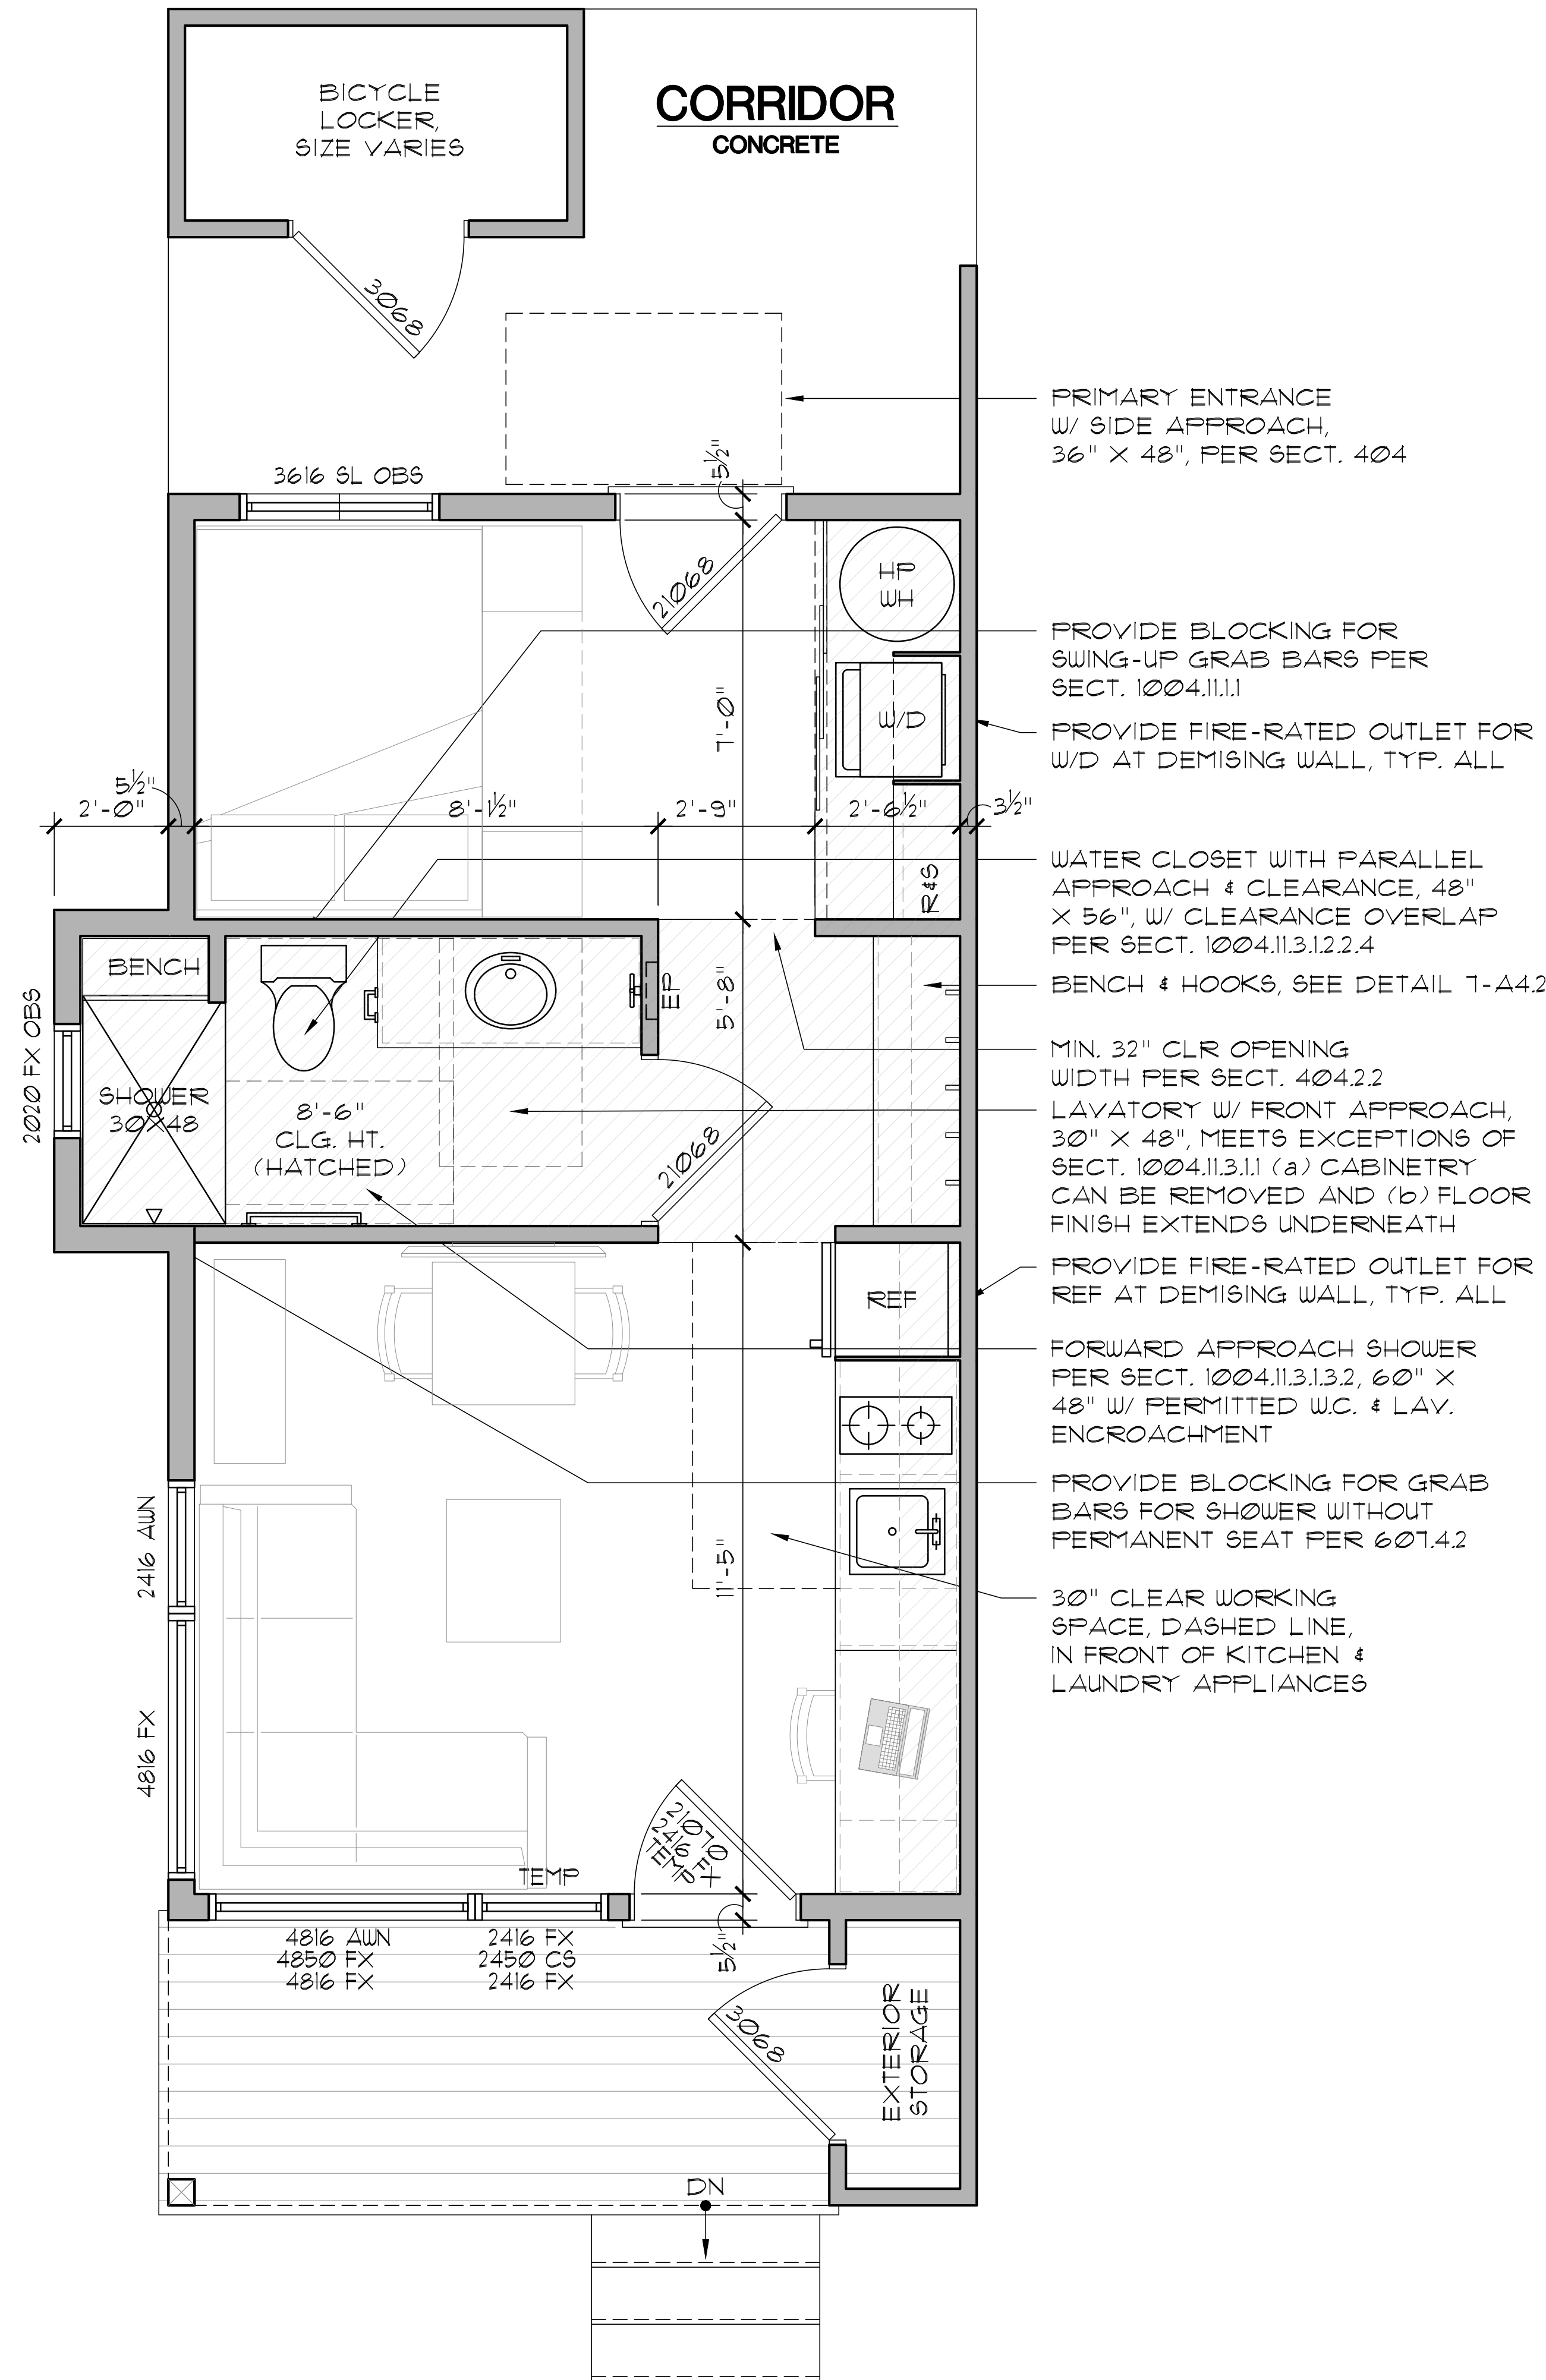 BICYCLE
LOCKER,
SIZE VARIES
CORRIDOR
CONCRETE
3068
PRIMARY ENTRANCE
W/ SIDE APPROACH,
36" X 48", PER SECT. 404
3616 SL OBS
5½"
21068
HP
WH
PROVIDE BLOCKING FOR
SWING-UP GRAB BARS PER
SECT. 1004.11.1.1
W/D
PROVIDE FIRE-RATED OUTLET FOR
W/D AT DEMISING WALL, TYP. ALL
7'-0"
5½"
2'-0"
8'-1½"
2'-9"
2'-6½"
3½"
R&S
WATER CLOSET WITH PARALLEL
APPROACH & CLEARANCE, 48"
X 56", W/ CLEARANCE OVERLAP
PER SECT. 1004.11.3.1.2.2.4
BENCH
EP
5'-8"
BENCH & HOOKS, SEE DETAIL 7-A4.2
2020 FX OBS
MIN. 32" CLR OPENING
WIDTH PER SECT. 404.2.2
SHOWER
30X48
8'-6"
CLG. HT.
(HATCHED)
21068
LAVATORY W/ FRONT APPROACH,
30" X 48", MEETS EXCEPTIONS OF
SECT. 1004.11.3.1.1 (a) CABINETRY
CAN BE REMOVED AND (b) FLOOR
FINISH EXTENDS UNDERNEATH
REF
PROVIDE FIRE-RATED OUTLET FOR
REF AT DEMISING WALL, TYP. ALL
FORWARD APPROACH SHOWER
PER SECT. 1004.11.3.1.3.2, 60" X
48" W/ PERMITTED W.C. & LAV.
ENCROACHMENT
PROVIDE BLOCKING FOR GRAB
BARS FOR SHOWER WITHOUT
PERMANENT SEAT PER 607.4.2
2416 AWN
11'-5"
30" CLEAR WORKING
SPACE, DASHED LINE,
IN FRONT OF KITCHEN &
LAUNDRY APPLIANCES
4816 FX
21070
2416 FX
TEMP
TEMP
4816 AWN
4850 FX
4816 FX
2416 FX
2450 CS
2416 FX
5½"
3068
EXTERIOR
STORAGE
DN